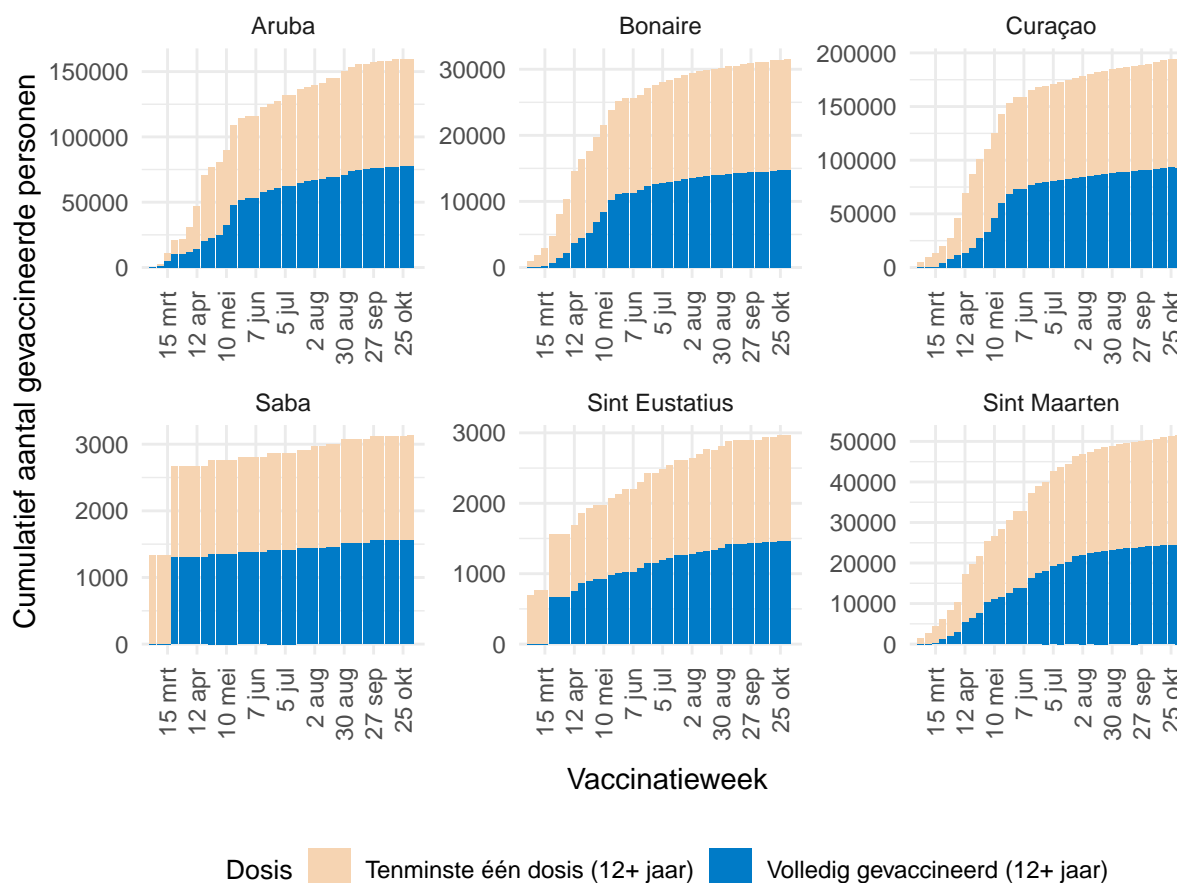 Aruba
Bonaire
Curaçao
Cumulatief aantal gevaccineerde personen
150000
100000
50000
0
30000
20000
10000
0
200000
150000
100000
50000
0
15 mrt
12 apr
10 mei
7 jun
5 jul
2 aug
30 aug
27 sep
25 okt
15 mrt
12 apr
10 mei
7 jun
5 jul
2 aug
30 aug
27 sep
25 okt
15 mrt
12 apr
10 mei
7 jun
5 jul
2 aug
30 aug
27 sep
25 okt
Saba
Sint Eustatius
Sint Maarten
3000
2000
1000
0
3000
2000
1000
0
50000
40000
30000
20000
10000
0
15 mrt
12 apr
10 mei
7 jun
5 jul
2 aug
30 aug
27 sep
25 okt
15 mrt
12 apr
10 mei
7 jun
5 jul
2 aug
30 aug
27 sep
25 okt
15 mrt
12 apr
10 mei
7 jun
5 jul
2 aug
30 aug
27 sep
25 okt
Vaccinatieweek
Dosis Tenminste één dosis (12+ jaar) Volledig gevaccineerd (12+ jaar)